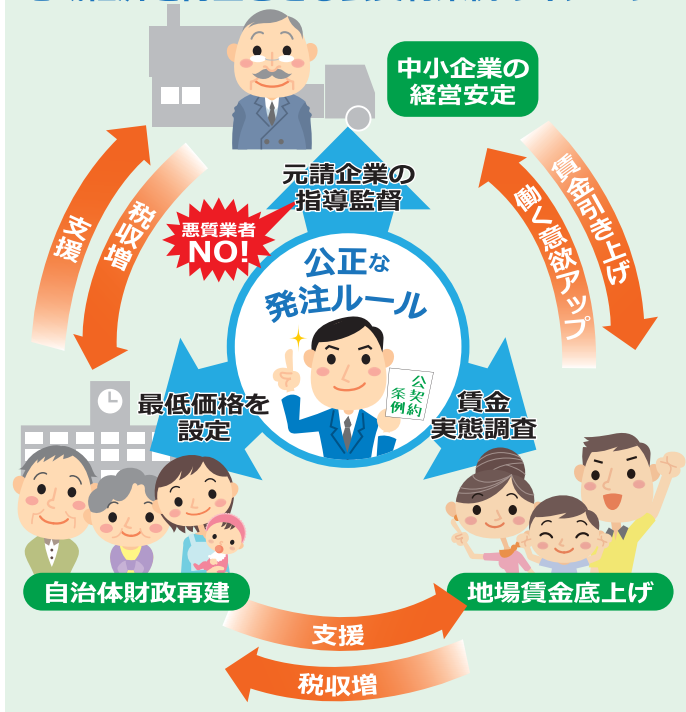 中小企業の
経営安定
元請企業の
指導監督
悪質業者
NO!
支援
税収増
賃金引き上げ
働く意欲アップ
公正な
発注ルール
公契約
条例
最低価格を
設定
賃金
実態調査
自治体財政再建
地場賃金底上げ
支援
税収増